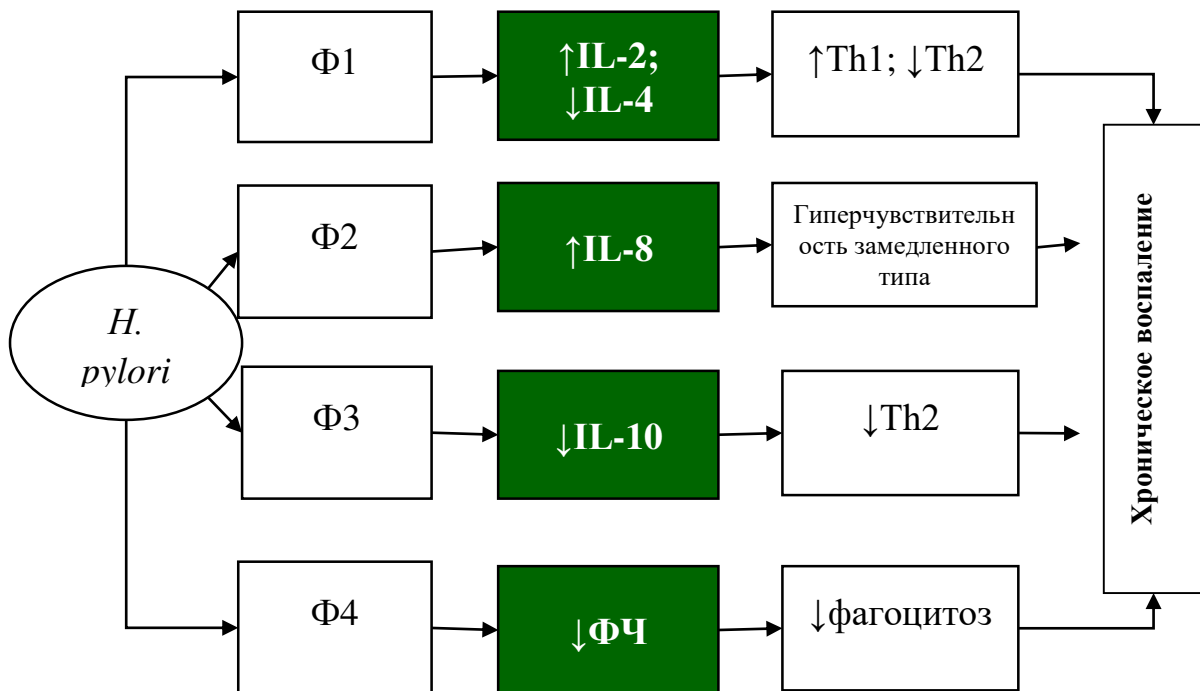 Ф1
↑IL-2;
↓IL-4
↑Th1; ↓Th2
Ф2
↑IL-8
Гиперчувствительн
ость замедленного
типа
H.
pylori
Ф3
↓IL-10
↓Th2
Ф4
↓ФЧ
↓фагоцитоз
Хроническое воспаление